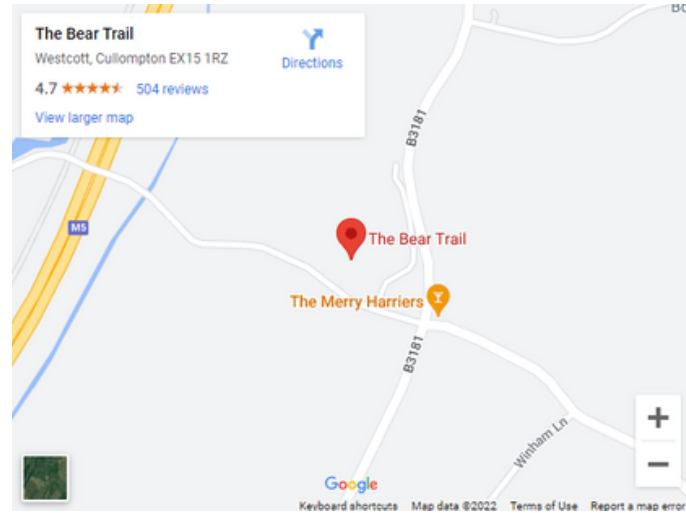 The Bear Trail
Westcott, Cullompton EX15 1RZ
Directions
4.7
504 reviews
View larger map
B3181
M5
The Bear Trail
The Merry Harriers
B3181
Winham Ln
+
−
Google
Keyboard shortcuts Map data ©2022 Terms of Use Report a map error